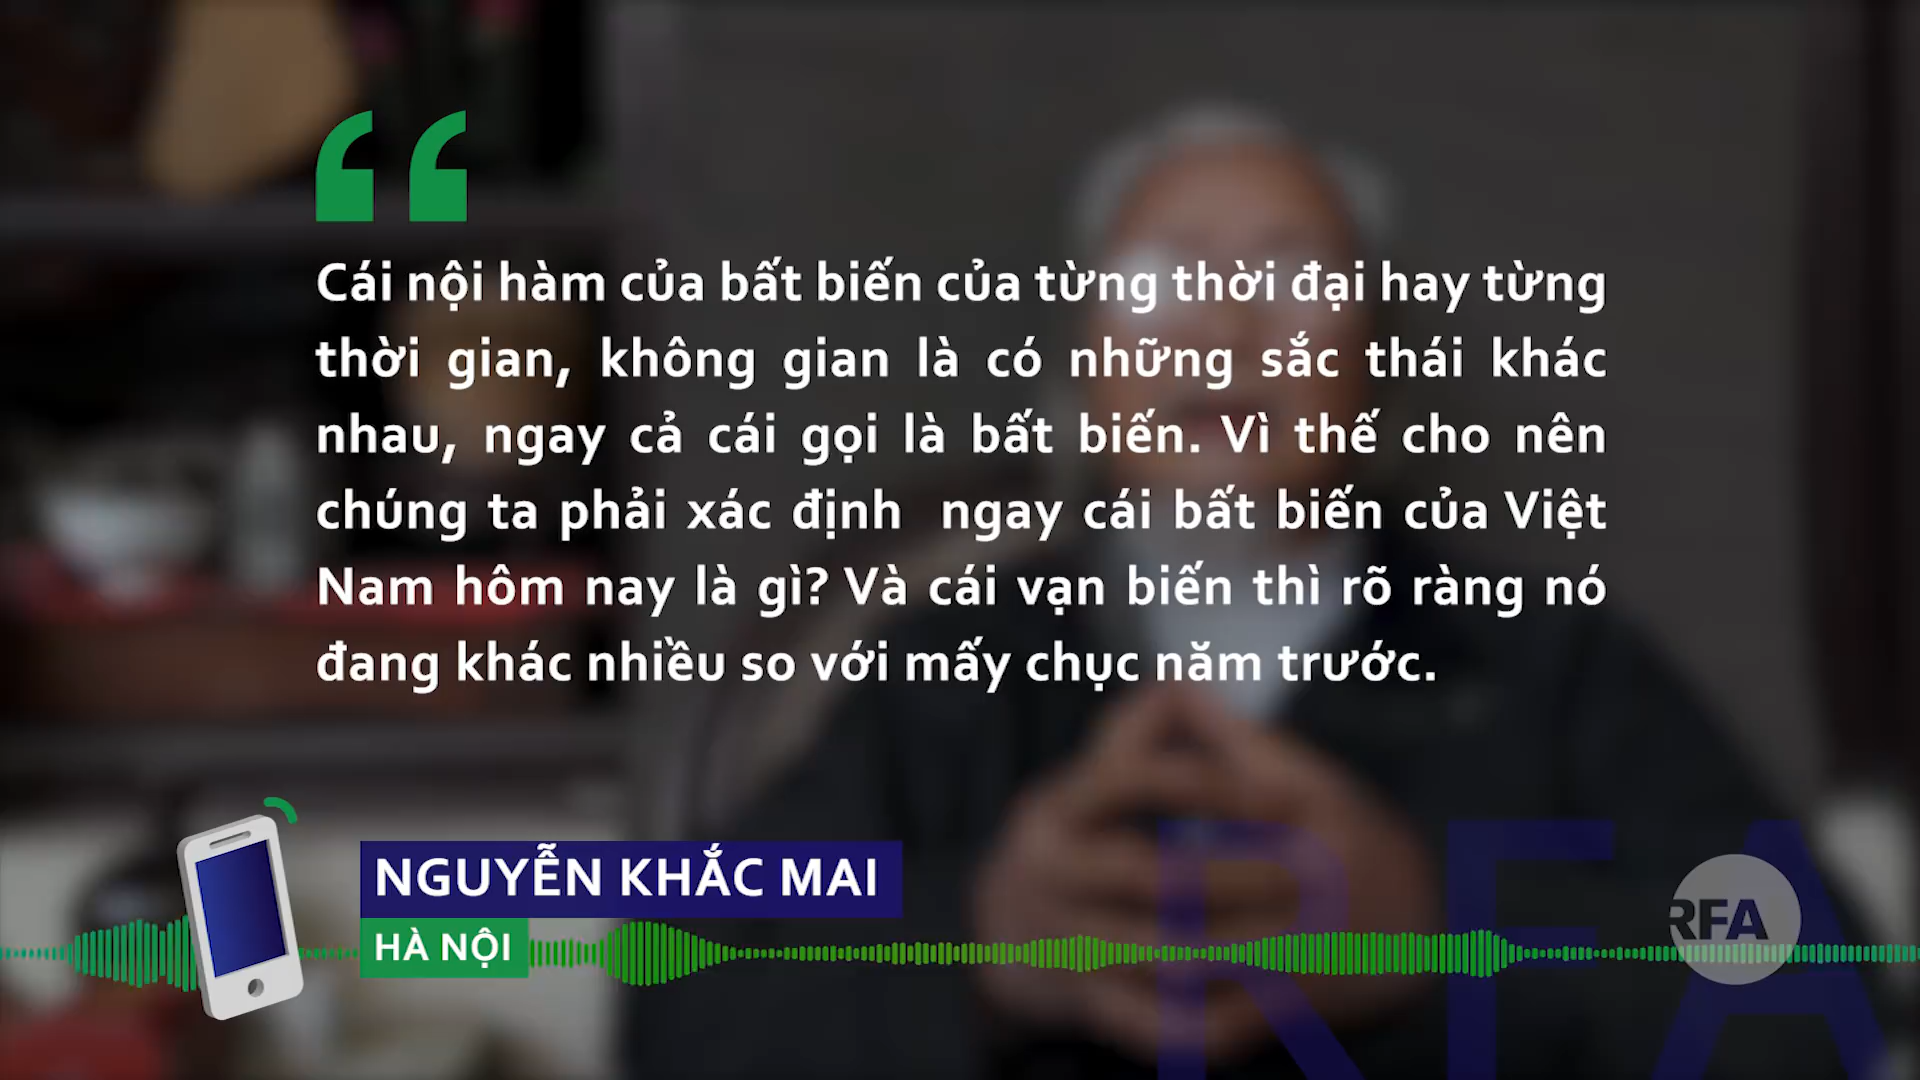 Cái nội hàm của bất biến của từng thời đại hay từng
thời gian, không gian là có những sắc thái khác
nhau, ngay cả cái gọi là bất biến. Vì thế cho nên
chúng ta phải xác định ngay cái bất biến của Việt
Nam hôm nay là gì? Và cái vạn biến thì rõ ràng nó
đang khác nhiều so với mấy chục năm trước.
NGUYỄN KHẮC MAI
HÀ NỘI
RFA
RFA